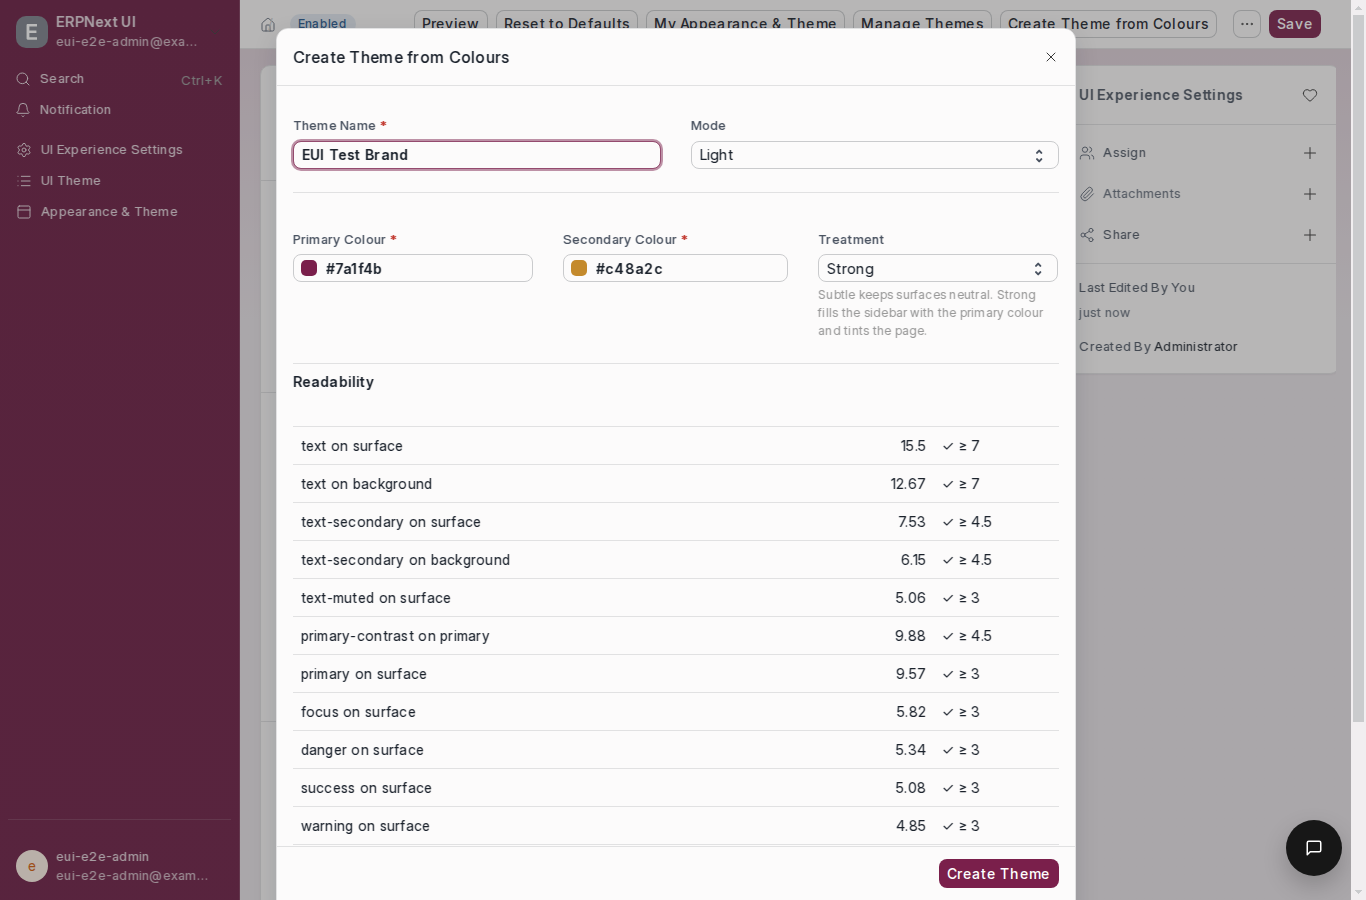 ERPNext UI
eui-e2e-admin@exa...
Search Ctrl+K
Notification
UI Experience Settings
UI Theme
Appearance & Theme
eui-e2e-admin
eui-e2e-admin@exam...
Enabled
Preview
Reset to Defaults
My Appearance & Theme
Manage Themes
Create Theme from Colours
Save
Create Theme from Colours
Theme Name *
EUI Test Brand
Mode
Light
Primary Colour *
#7a1f4b
Secondary Colour *
#c48a2c
Treatment
Strong
Subtle keeps surfaces neutral. Strong
fills the sidebar with the primary colour
and tints the page.
Readability
text on surface 15.5 ✓ ≥ 7
text on background 12.67 ✓ ≥ 7
text-secondary on surface 7.53 ✓ ≥ 4.5
text-secondary on background 6.15 ✓ ≥ 4.5
text-muted on surface 5.06 ✓ ≥ 3
primary-contrast on primary 9.88 ✓ ≥ 4.5
primary on surface 9.57 ✓ ≥ 3
focus on surface 5.82 ✓ ≥ 3
danger on surface 5.34 ✓ ≥ 3
success on surface 5.08 ✓ ≥ 3
warning on surface 4.85 ✓ ≥ 3
Create Theme
UI Experience Settings
Assign
Attachments
Share
Last Edited By You
just now
Created By Administrator
E
e